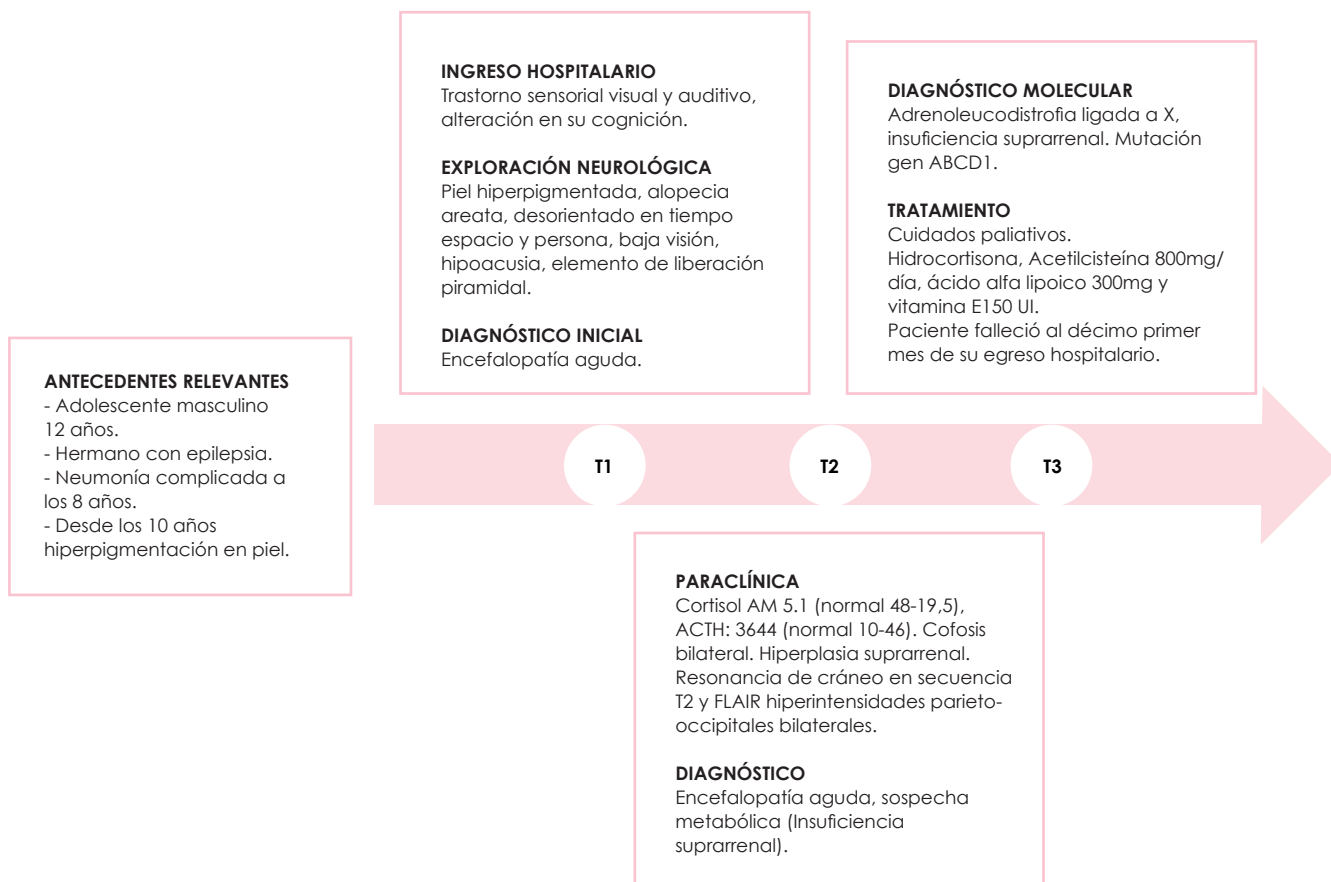 ANTECEDENTES RELEVANTES
- Adolescente masculino
12 años.
- Hermano con epilepsia.
- Neumonía complicada a
los 8 años.
- Desde los 10 años
hiperpigmentación en piel.
INGRESO HOSPITALARIO
Trastorno sensorial visual y auditivo,
alteración en su cognición.
EXPLORACIÓN NEUROLÓGICA
Piel hiperpigmentada, alopecia
areata, desorientado en tiempo
espacio y persona, baja visión,
hipoacusia, elemento de liberación
piramidal.
DIAGNÓSTICO INICIAL
Encefalopatía aguda.
T1
T2
T3
PARACLÍNICA
Cortisol AM 5.1 (normal 48-19,5),
ACTH: 3644 (normal 10-46). Cofosis
bilateral. Hiperplasia suprarrenal.
Resonancia de cráneo en secuencia
T2 y FLAIR hiperintensidades parieto-
occipitales bilaterales.
DIAGNÓSTICO
Encefalopatía aguda, sospecha
metabólica (Insuficiencia
suprarrenal).
DIAGNÓSTICO MOLECULAR
Adrenoleucodistrofia ligada a X,
insuficiencia suprarrenal. Mutación
gen ABCD1.
TRATAMIENTO
Cuidados paliativos.
Hidrocortisona, Acetilcisteína 800mg/
día, ácido alfa lipoico 300mg y
vitamina E150 UI.
Paciente falleció al décimo primer
mes de su egreso hospitalario.